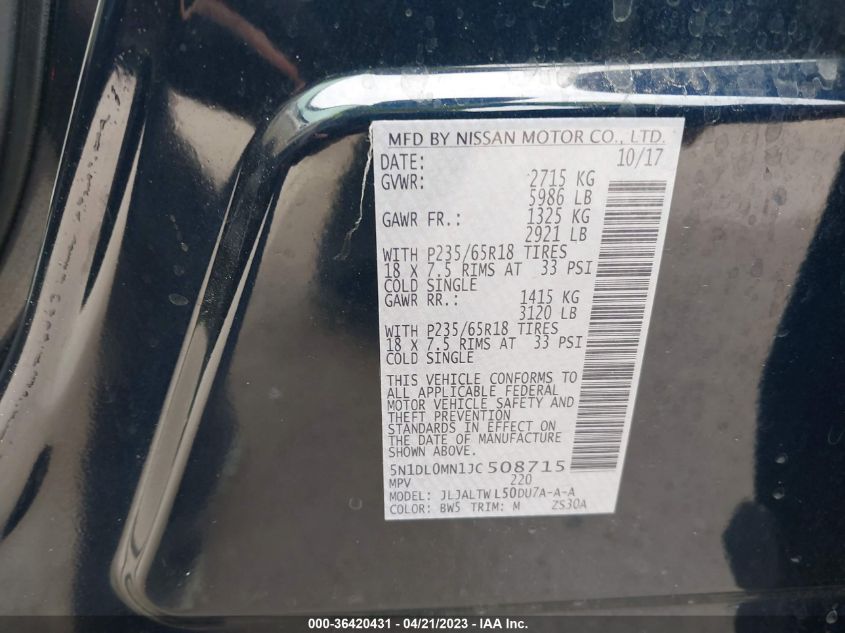 MFD BY NISSAN MOTOR CO., LTD.
DATE: 10/17
GVWR: 2715 KG
5986 LB
GAWR FR.: 1325 KG
2921 LB
WITH P235/65R18 TIRES
18 X 7.5 RIMS AT 33 PSI
COLD SINGLE
GAWR RR.: 1415 KG
3120 LB
WITH P235/65R18 TIRES
18 X 7.5 RIMS AT 33 PSI
COLD SINGLE
THIS VEHICLE CONFORMS TO
ALL APPLICABLE FEDERAL
MOTOR VEHICLE SAFETY AND
THEFT PREVENTION
STANDARDS IN EFFECT ON
THE DATE OF MANUFACTURE
SHOWN ABOVE.
5N1DL0MN1JC508715
MPV 220
MODEL: JLJALTWL50DU7A-A-A
COLOR: BW5 TRIM: M ZS30A
000-36420431 - 04/21/2023 - IAA Inc.